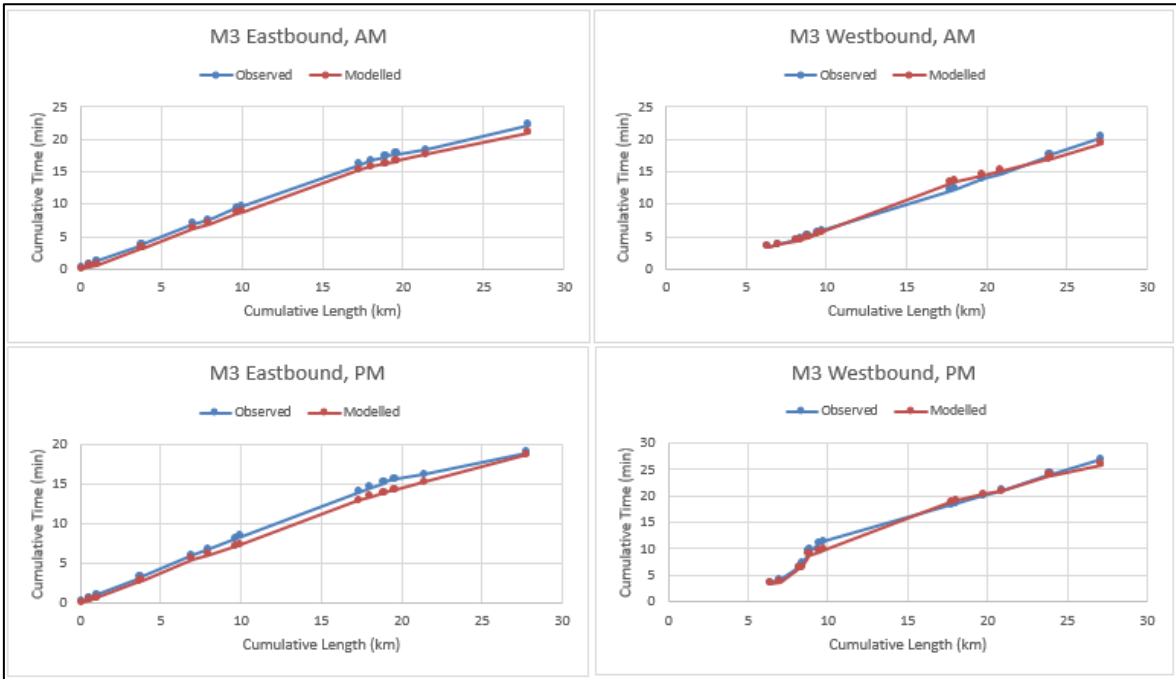 M3 Eastbound, AM
Observed Modelled
Cumulative Time (min)
25
20
15
10
5
0
0 5 10 15 20 25 30
Cumulative Length (km)
M3 Westbound, AM
Observed Modelled
Cumulative Time (min)
25
20
15
10
5
0
0 5 10 15 20 25 30
Cumulative Length (km)
M3 Eastbound, PM
Observed Modelled
Cumulative Time (min)
20
15
10
5
0
0 5 10 15 20 25 30
Cumulative Length (km)
M3 Westbound, PM
Observed Modelled
Cumulative Time (min)
30
25
20
15
10
5
0
0 5 10 15 20 25 30
Cumulative Length (km)